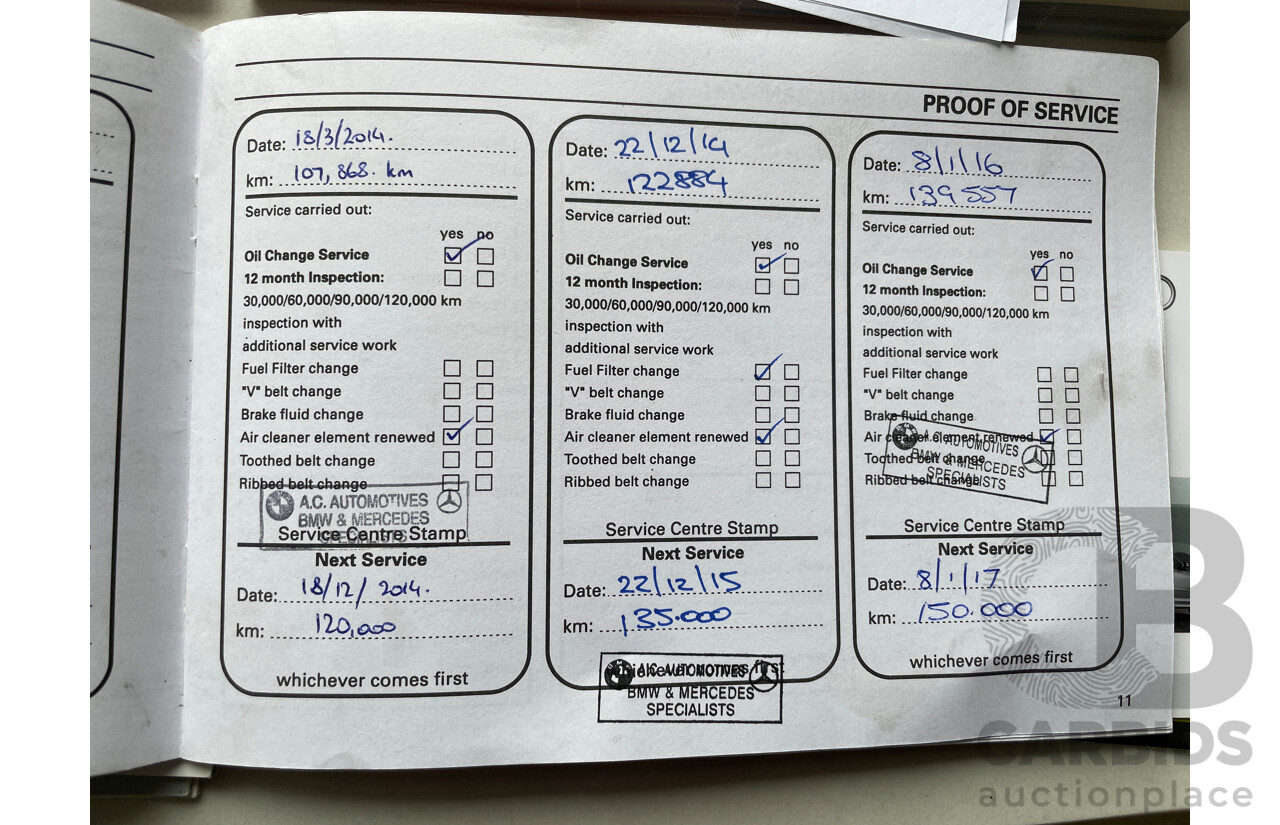 PROOF OF SERVICE
Date: 18/3/2014.
km: 107,868. km
Service carried out:
yes no
Oil Change Service
12 month Inspection:
30,000/60,000/90,000/120,000 km
inspection with
additional service work
Fuel Filter change
"V" belt change
Brake fluid change
Air cleaner element renewed
Toothed belt change
Ribbed belt change
A.C. AUTOMOTIVES
BMW & MERCEDES
SPECIALISTS
Service Centre Stamp
Next Service
Date: 18/12/2014.
km: 120,000
whichever comes first
Date: 22/12/14
km: 122884
Service carried out:
yes no
Oil Change Service
12 month Inspection:
30,000/60,000/90,000/120,000 km
inspection with
additional service work
Fuel Filter change
"V" belt change
Brake fluid change
Air cleaner element renewed
Toothed belt change
Ribbed belt change
Service Centre Stamp
Next Service
Date: 22/12/15
km: 135.000
whichever comes first
A.C. AUTOMOTIVES
BMW & MERCEDES
SPECIALISTS
Date: 8/1/16
km: 139557
Service carried out:
yes no
Oil Change Service
12 month Inspection:
30,000/60,000/90,000/120,000 km
inspection with
additional service work
Fuel Filter change
"V" belt change
Brake fluid change
Air cleaner element renewed
Toothed belt change
Ribbed belt change
A.C. AUTOMOTIVES
BMW & MERCEDES
SPECIALISTS
Service Centre Stamp
Next Service
Date: 8/1/17
km: 150.000
whichever comes first
11
CARBIDS
auctionplace